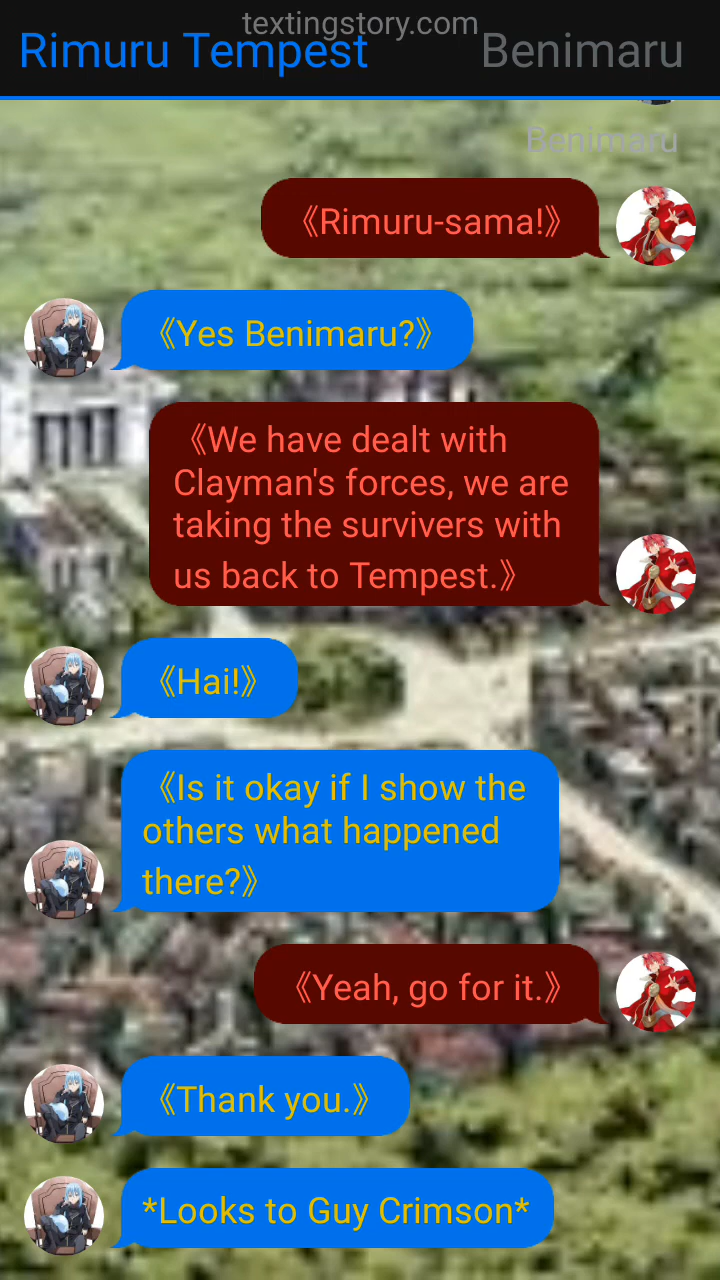 textingstory.com
Rimuru Tempest
Benimaru
Benimaru
《Rimuru-sama!》
《Yes Benimaru?》
《We have dealt with
Clayman's forces, we are
taking the survivers with
us back to Tempest.》
《Hai!》
《Is it okay if I show the
others what happened
there?》
《Yeah, go for it.》
《Thank you.》
*Looks to Guy Crimson*